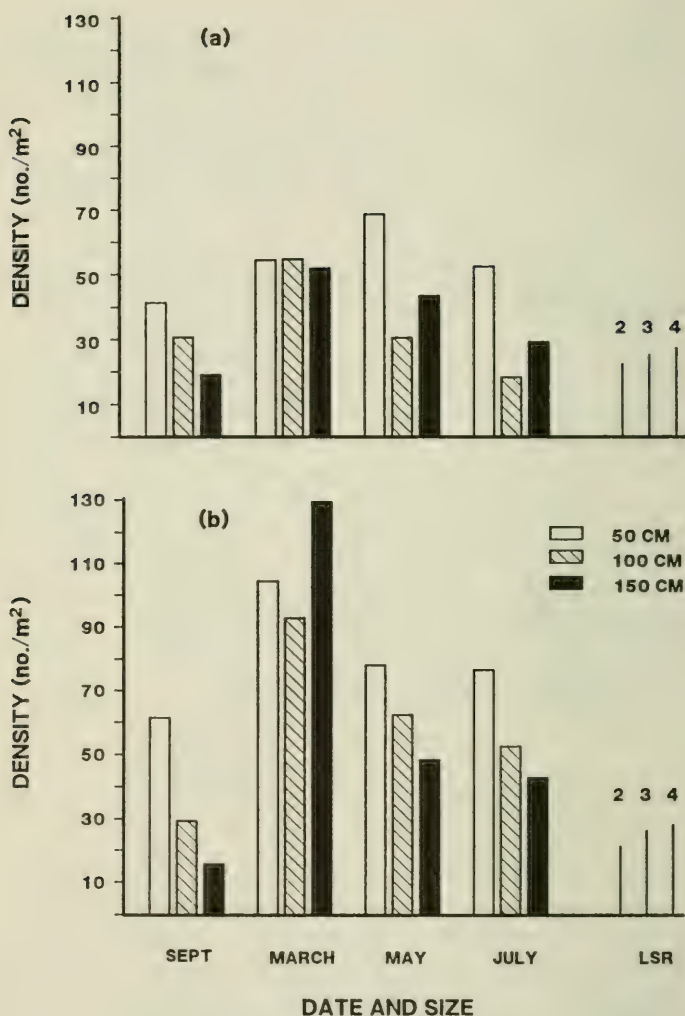 130
(a)
110
90
70
50
30
10
DENSITY (no./m²)
2 3 4
130
(b)
110
90
70
50
30
10
DENSITY (no./m²)
50 CM
100 CM
150 CM
2 3 4
SEPT MARCH MAY JULY LSR
DATE AND SIZE